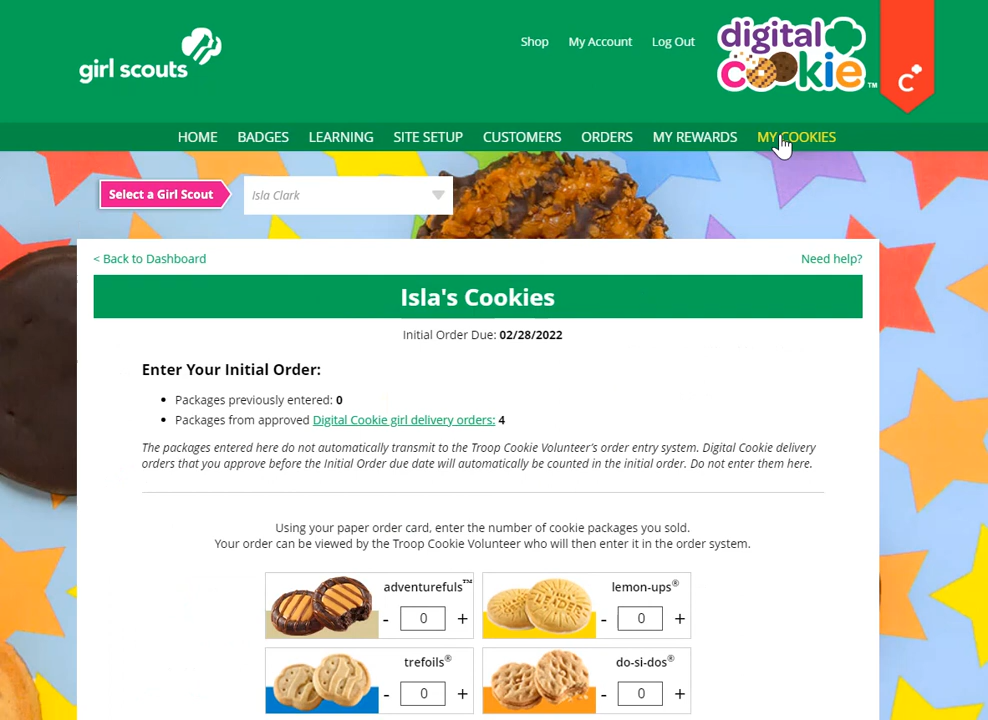 girl scouts
Shop My Account Log Out
digital
cookie™
HOME BADGES LEARNING SITE SETUP CUSTOMERS ORDERS MY REWARDS MY COOKIES
Select a Girl Scout Isla Clark
< Back to Dashboard Need help?
Isla's Cookies
Initial Order Due: 02/28/2022
Enter Your Initial Order:
• Packages previously entered: 0
• Packages from approved Digital Cookie girl delivery orders: 4
The packages entered here do not automatically transmit to the Troop Cookie Volunteer's order entry system. Digital Cookie delivery
orders that you approve before the Initial Order due date will automatically be counted in the initial order. Do not enter them here.
Using your paper order card, enter the number of cookie packages you sold.
Your order can be viewed by the Troop Cookie Volunteer who will then enter it in the order system.
adventurefuls™ lemon-ups®
- 0 + - 0 +
trefoils® do-si-dos®
- 0 + - 0 +